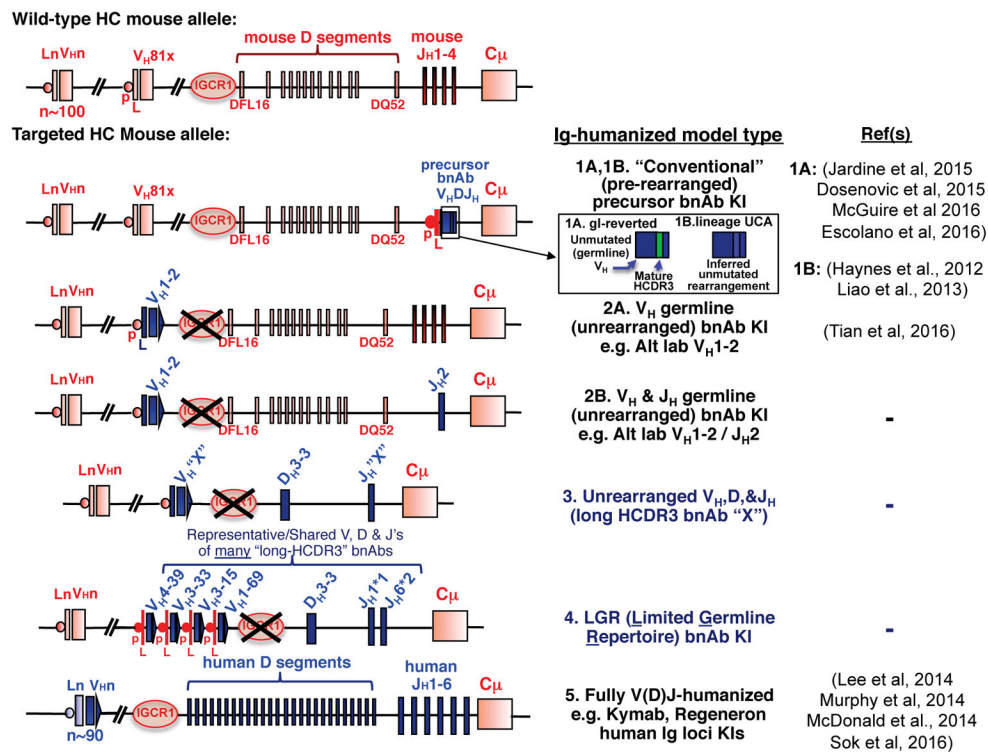 Wild-type HC mouse allele:
LnVHn
VH81x
mouse D segments
mouse
JH1-4
Cμ
IGCR1
n~100
p
L
DFL16
DQ52
Targeted HC Mouse allele:
Ig-humanized model type
Ref(s)
LnVHn
VH81x
precursor
bnAb
VHDJH
Cμ
IGCR1
p
L
DFL16
DQ52
p
L
1A,1B. “Conventional”
(pre-rearranged)
precursor bnAb KI
1A: (Jardine et al, 2015
Dosenovic et al, 2015
McGuire et al 2016
Escolano et al, 2016)
1A. gl-reverted
1B.lineage UCA
Unmutated
(germline)
VH
Mature
HCDR3
Inferred
unmutated
rearrangement
1B: (Haynes et al., 2012
Liao et al., 2013)
LnVHn
VH1-2
Cμ
IGCR1
p
L
DFL16
DQ52
2A. VH germline
(unrearranged) bnAb KI
e.g. Alt lab VH1-2
(Tian et al, 2016)
LnVHn
VH1-2
JH2
Cμ
IGCR1
p
L
DFL16
DQ52
2B. VH & JH germline
(unrearranged) bnAb KI
e.g. Alt lab VH1-2 / JH2
-
LnVHn
VH“X”
DH3-3
JH”X”
Cμ
IGCR1
3. Unrearranged VH,D,&JH
(long HCDR3 bnAb “X”)
-
Representative/Shared V, D & J’s
of many “long-HCDR3” bnAbs
LnVHn
VH4-39
VH3-33
VH3-15
VH1-69
DH3-3
JH1*1
JH6*2
Cμ
IGCR1
p
L
p
L
p
L
p
L
4. LGR (Limited Germline
Repertoire) bnAb KI
-
Ln VHn
human D segments
human
JH1-6
Cμ
IGCR1
n~90
5. Fully V(D)J-humanized
e.g. Kymab, Regeneron
human Ig loci KIs
(Lee et al, 2014
Murphy et al, 2014
McDonald et al., 2014
Sok et al, 2016)